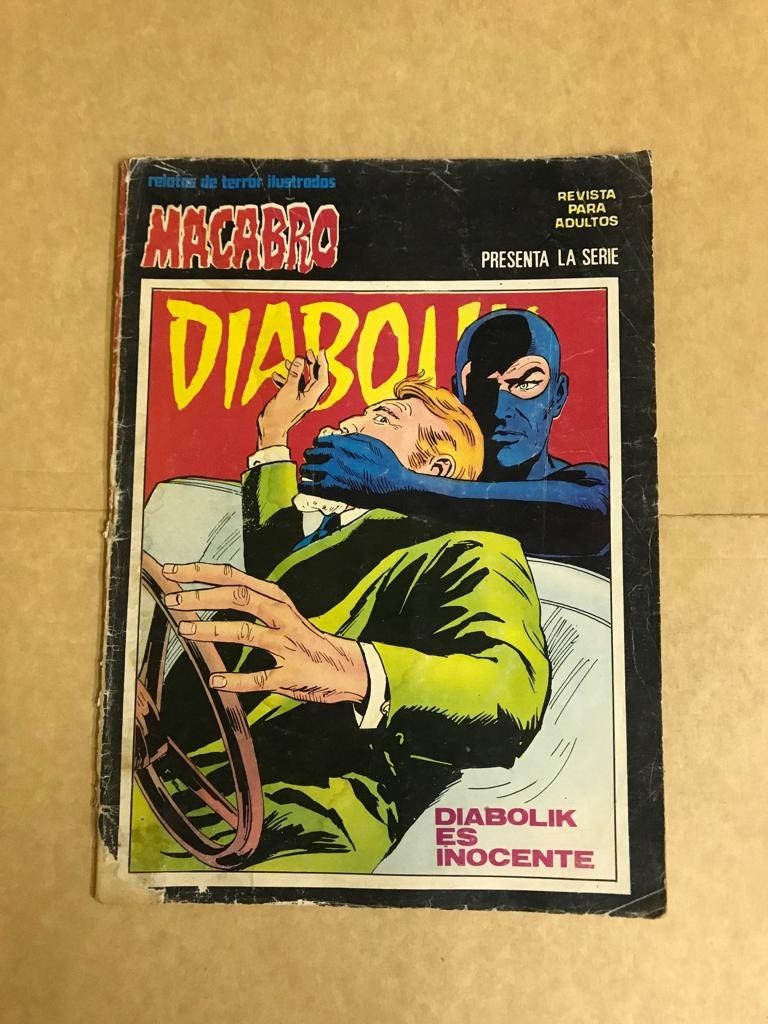 relatos de terror ilustrados
MACABRO
REVISTA
PARA
ADULTOS
PRESENTA LA SERIE
DIABOLIK
DIABOLIK
ES
INOCENTE